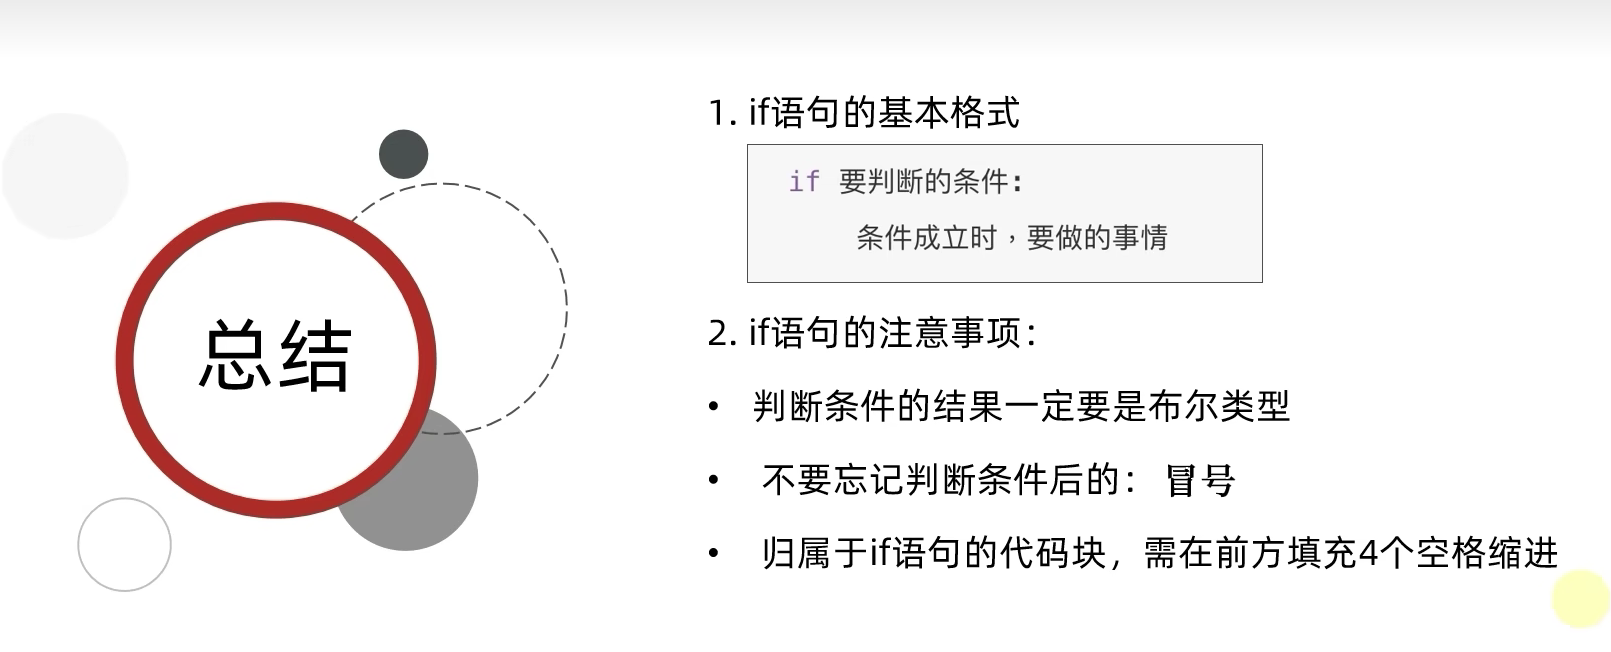 总结
1. if语句的基本格式
if 要判断的条件:
条件成立时，要做的事情
2. if语句的注意事项：
• 判断条件的结果一定要是布尔类型
• 不要忘记判断条件后的： 冒号
• 归属于if语句的代码块，需在前方填充4个空格缩进